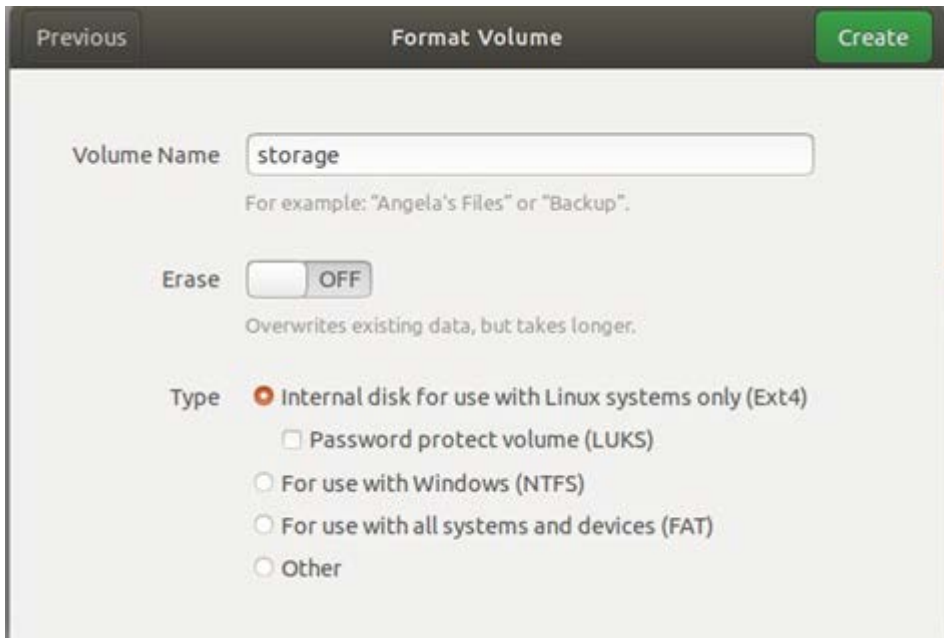 Previous Format Volume Create
Volume Name storage
For example: "Angela's Files" or "Backup".
Erase OFF
Overwrites existing data, but takes longer.
Type Internal disk for use with Linux systems only (Ext4)
Password protect volume (LUKS)
For use with Windows (NTFS)
For use with all systems and devices (FAT)
Other